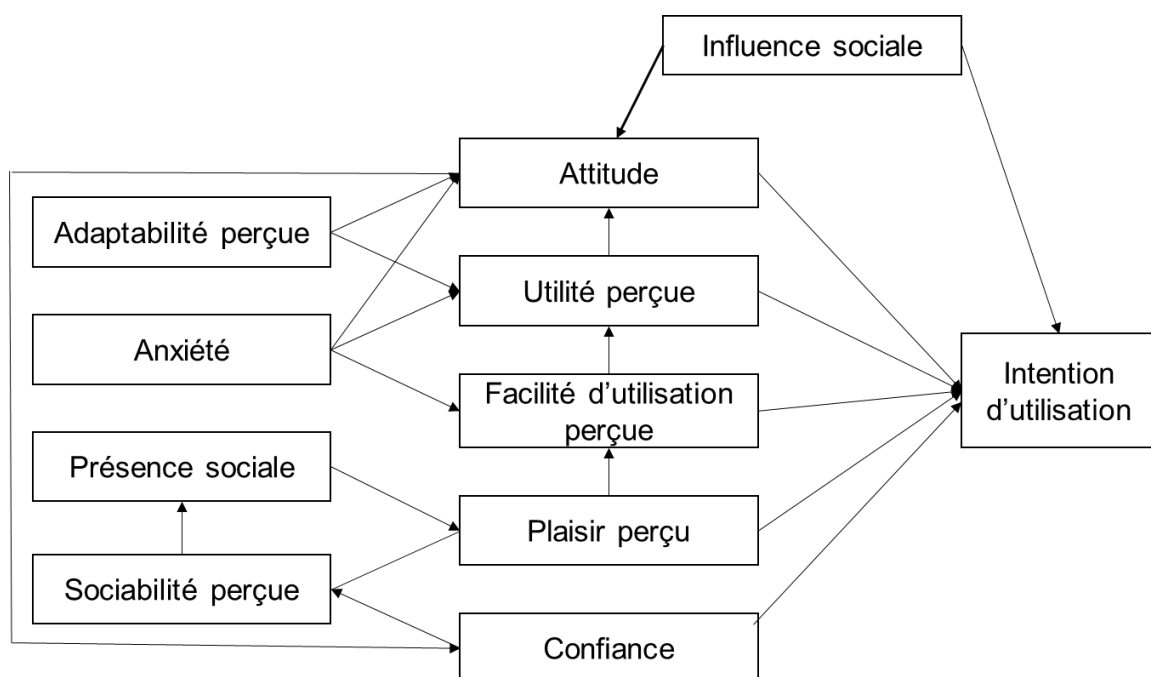 Influence sociale
Attitude
Adaptabilité perçue
Utilité perçue
Anxiété
Facilité d’utilisation
perçue
Intention
d’utilisation
Présence sociale
Plaisir perçu
Sociabilité perçue
Confiance